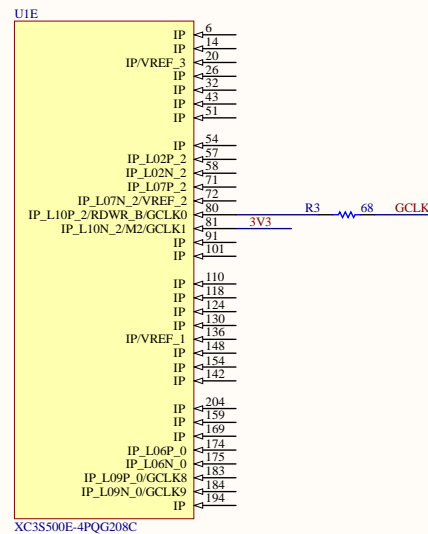 U1E
IP 6
IP 14
IP/VREF_3 20
IP 26
IP 32
IP 43
IP 51
IP 54
IP_L02P_2 57
IP_L02N_2 58
IP_L07P_2 71
IP_L07N_2/VREF_2 72
IP_L10P_2/RDWR_B/GCLK0 80 R3 68 GCLK
IP_L10N_2/M2/GCLK1 81 3V3
IP 91
IP 101
IP 110
IP 118
IP 124
IP 130
IP/VREF_1 136
IP 148
IP 154
IP 142
IP 204
IP 159
IP 169
IP_L06P_0 174
IP_L06N_0 175
IP_L09P_0/GCLK8 183
IP_L09N_0/GCLK9 184
IP 194
XC3S500E-4PQG208C